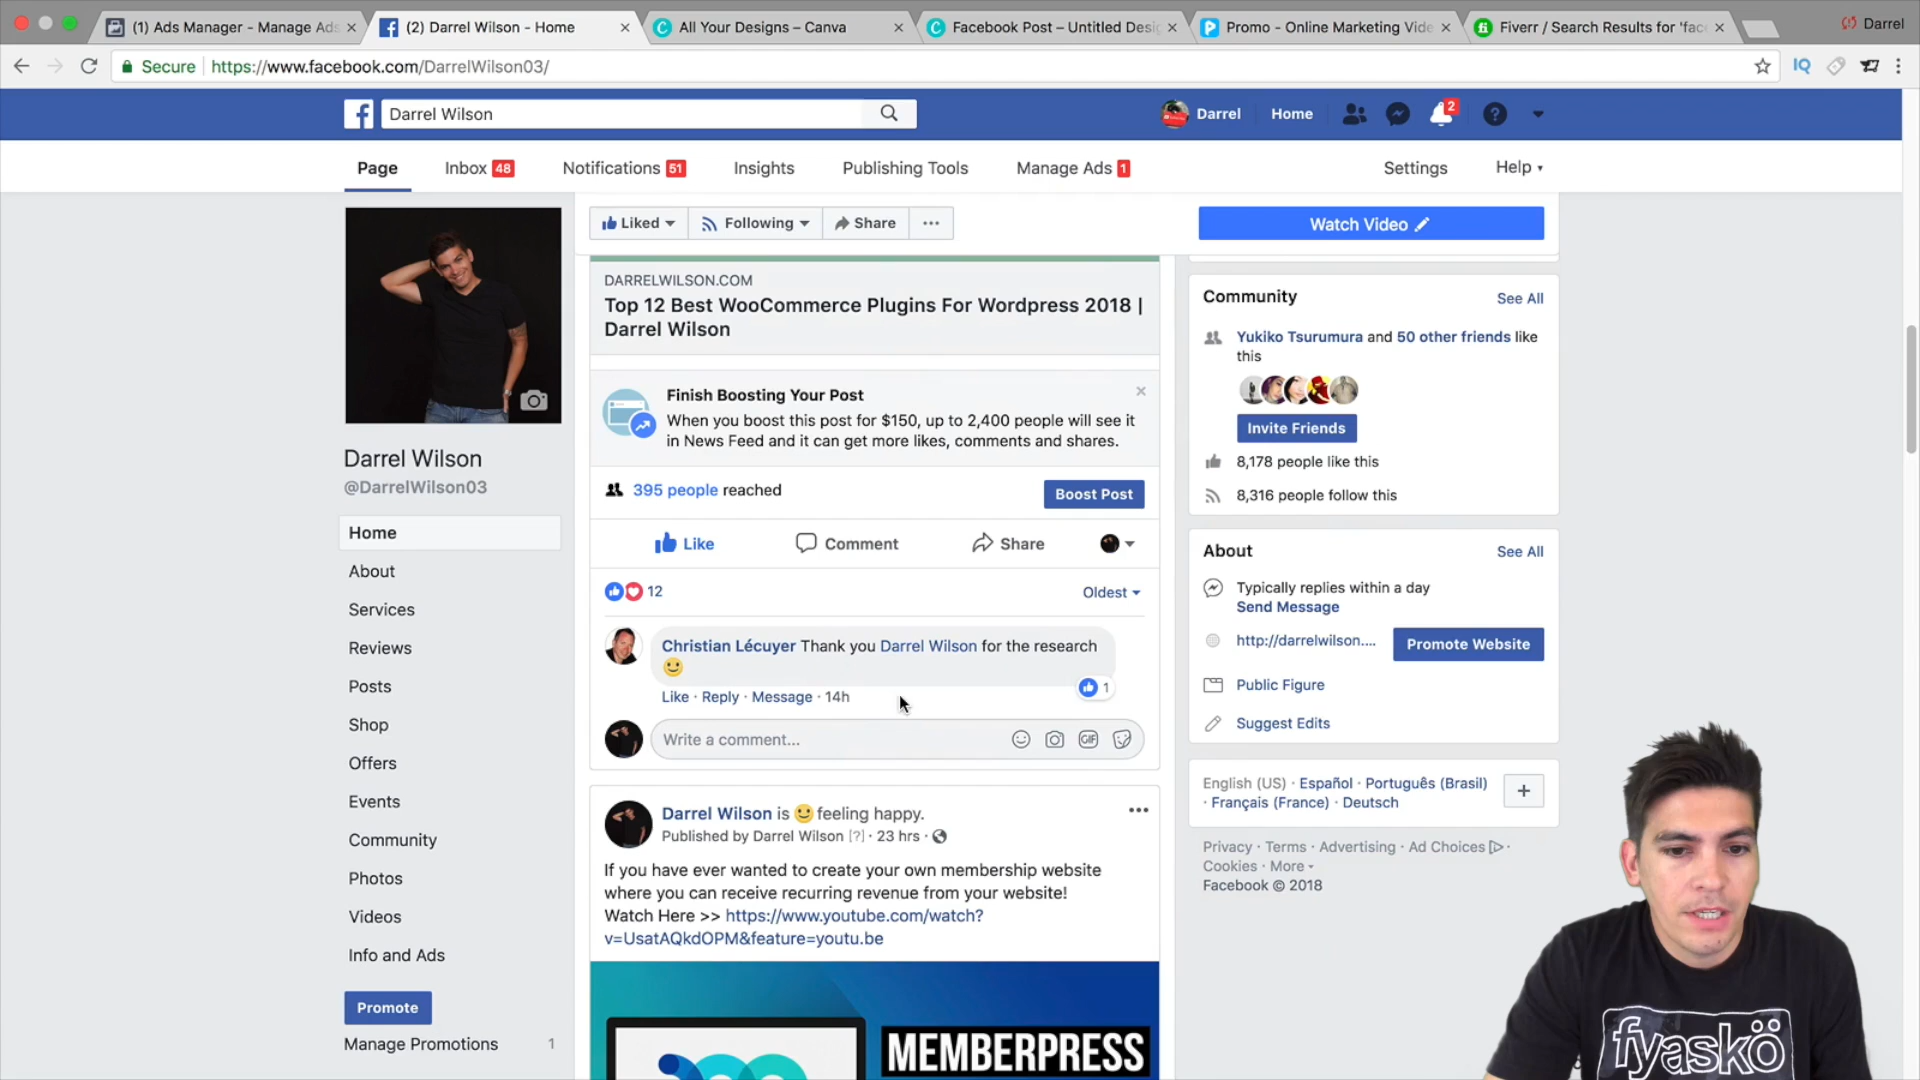 (1) Ads Manager - Manage Ads
(2) Darrel Wilson - Home
All Your Designs – Canva
Facebook Post – Untitled Desi
Promo - Online Marketing Vide
Fiverr / Search Results for 'fac
Darrel
Secure
https://www.facebook.com/DarrelWilson03/
IQ
Darrel Wilson
Darrel
Home
2
Page
Inbox 48
Notifications 51
Insights
Publishing Tools
Manage Ads 1
Settings
Help
Liked
Following
Share
Watch Video
Darrel Wilson
@DarrelWilson03
Home
About
Services
Reviews
Posts
Shop
Offers
Events
Community
Photos
Videos
Info and Ads
Promote
Manage Promotions 1
DARRELWILSON.COM
Top 12 Best WooCommerce Plugins For Wordpress 2018 |
Darrel Wilson
Finish Boosting Your Post
When you boost this post for $150, up to 2,400 people will see it
in News Feed and it can get more likes, comments and shares.
395 people reached
Boost Post
Like
Comment
Share
12
Oldest
Christian Lécuyer Thank you Darrel Wilson for the research
Like · Reply · Message · 14h
1
Write a comment...
GIF
Darrel Wilson is feeling happy.
Published by Darrel Wilson [?] · 23 hrs ·
If you have ever wanted to create your own membership website
where you can receive recurring revenue from your website!
Watch Here >> https://www.youtube.com/watch?
v=UsatAQkdOPM&feature=youtu.be
MEMBERPRESS
Community
See All
Yukiko Tsurumura and 50 other friends like
this
Invite Friends
8,178 people like this
8,316 people follow this
About
See All
Typically replies within a day
Send Message
http://darrelwilson....
Promote Website
Public Figure
Suggest Edits
English (US) · Español · Português (Brasil)
· Français (France) · Deutsch
Privacy · Terms · Advertising · Ad Choices ·
Cookies · More
Facebook © 2018
fyaskö